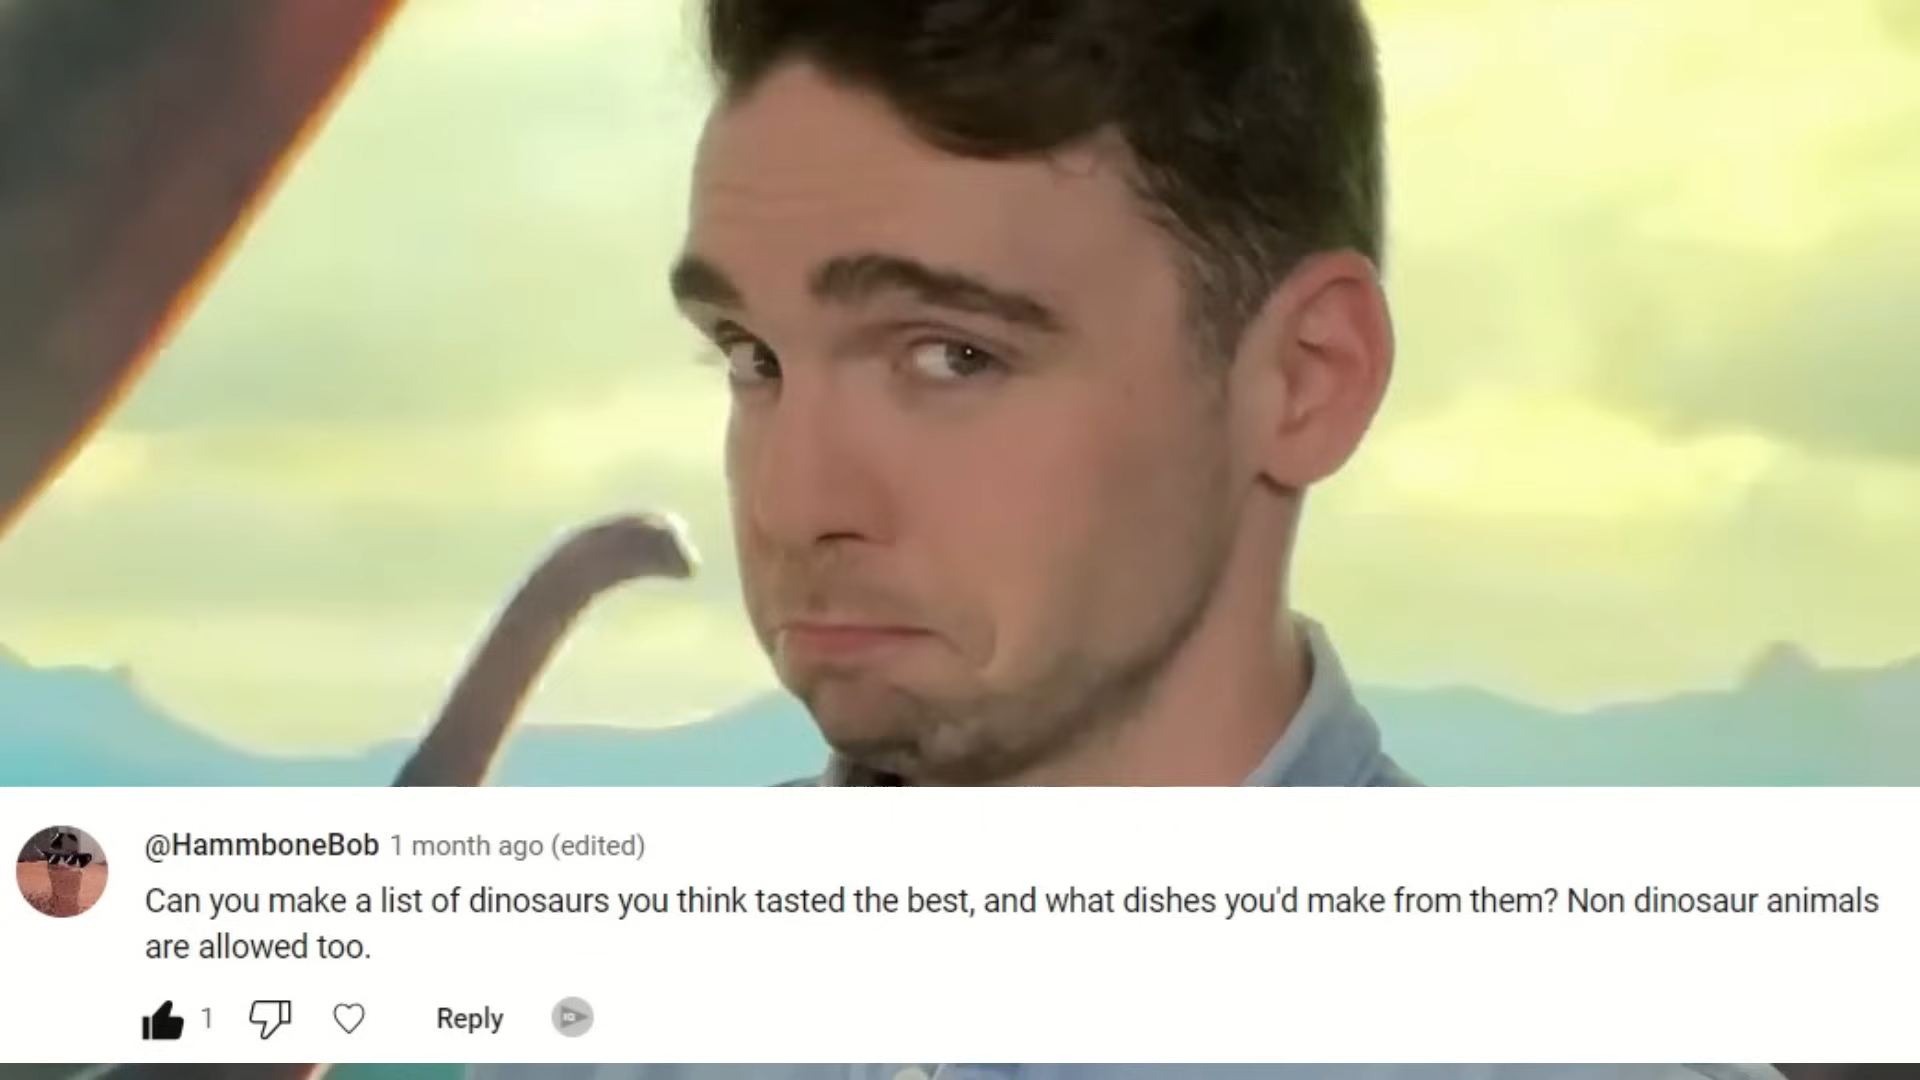 @HammboneBob 1 month ago (edited)
Can you make a list of dinosaurs you think tasted the best, and what dishes you'd make from them? Non dinosaur animals
are allowed too.
1 Reply